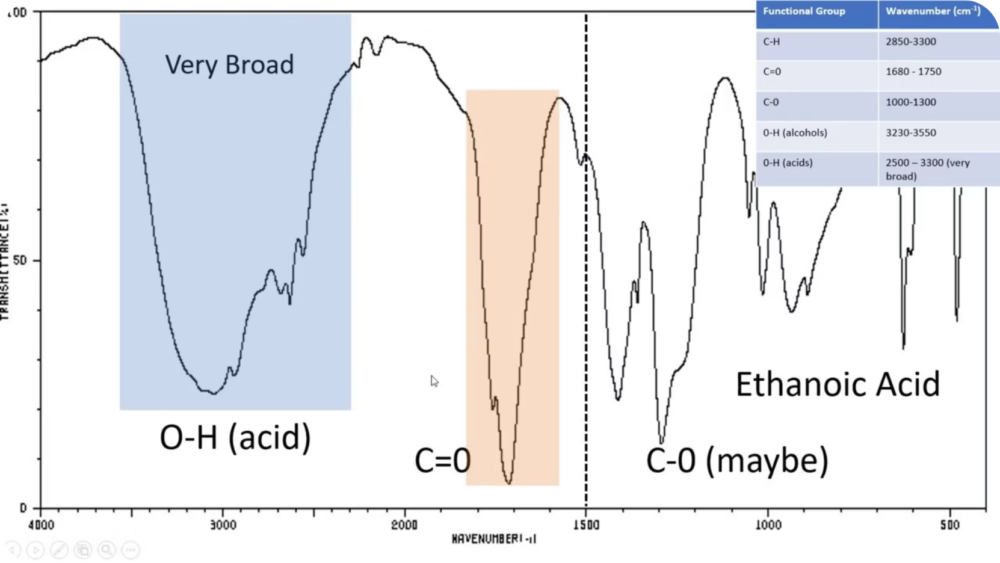 Functional Group Wavenumber (cm-1)
C-H 2850-3300
C=0 1680 - 1750
C-0 1000-1300
0-H (alcohols) 3230-3550
0-H (acids) 2500 – 3300 (very
broad)
Very Broad
50
0
Ethanoic Acid
O-H (acid)
C=0
C-0 (maybe)
4000 3000 2000 1500 1000 500